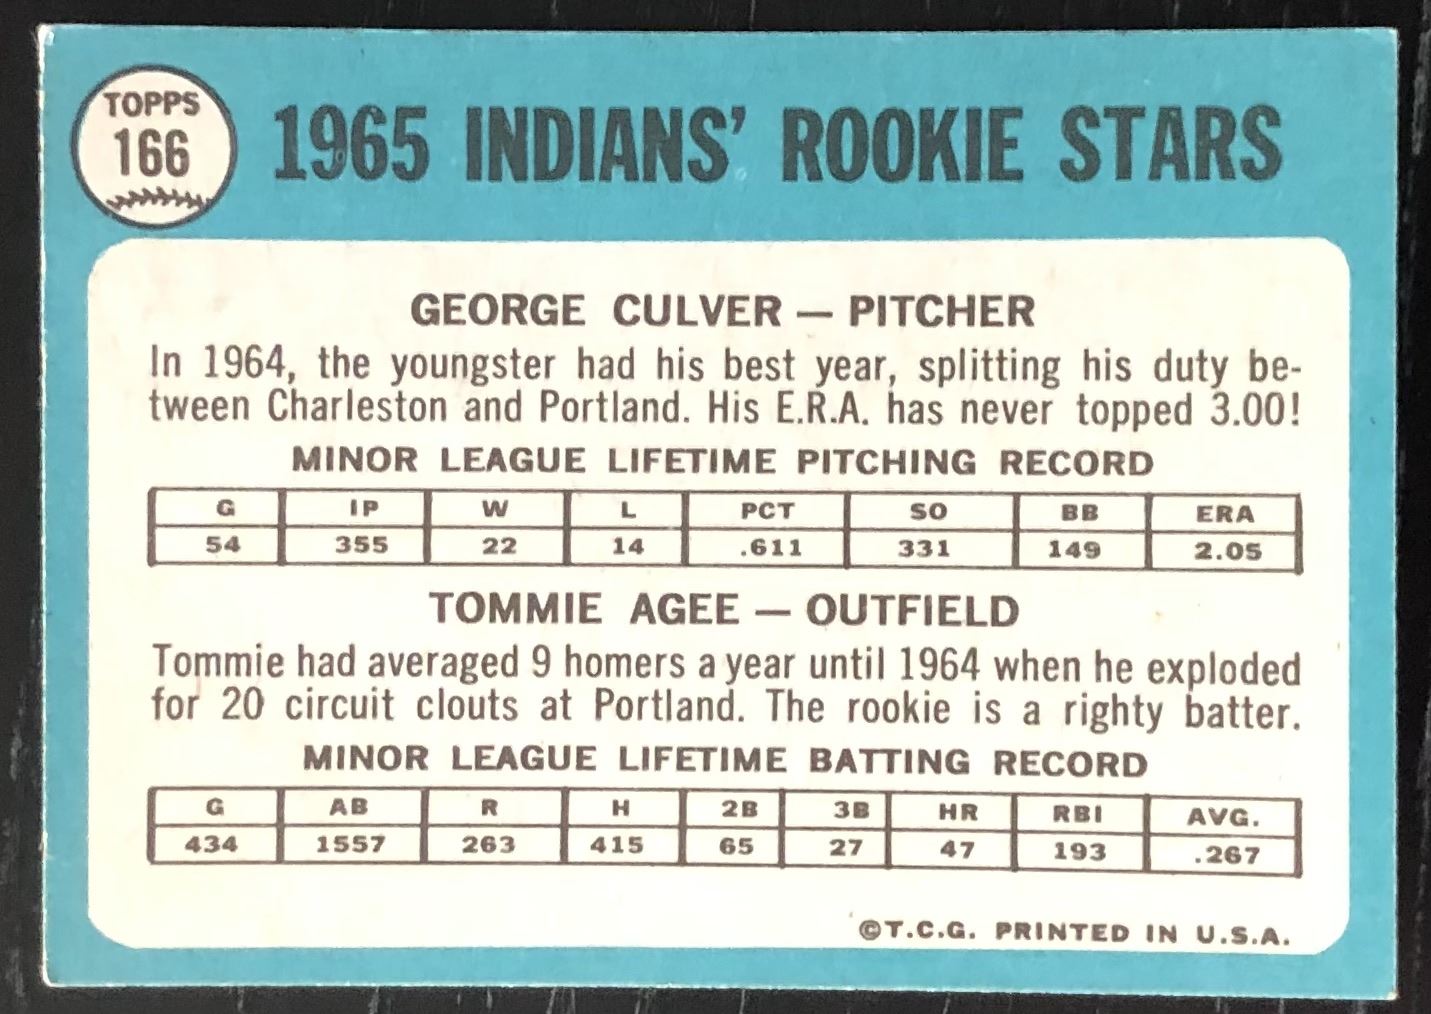 TOPPS
166
1965 INDIANS' ROOKIE STARS
GEORGE CULVER — PITCHER
In 1964, the youngster had his best year, splitting his duty be-
tween Charleston and Portland. His E.R.A. has never topped 3.00!
MINOR LEAGUE LIFETIME PITCHING RECORD
G IP W L PCT SO BB ERA
54 355 22 14 .611 331 149 2.05
TOMMIE AGEE — OUTFIELD
Tommie had averaged 9 homers a year until 1964 when he exploded
for 20 circuit clouts at Portland. The rookie is a righty batter.
MINOR LEAGUE LIFETIME BATTING RECORD
G AB R H 2B 3B HR RBI AVG.
434 1557 263 415 65 27 47 193 .267
©T.C.G. PRINTED IN U.S.A.